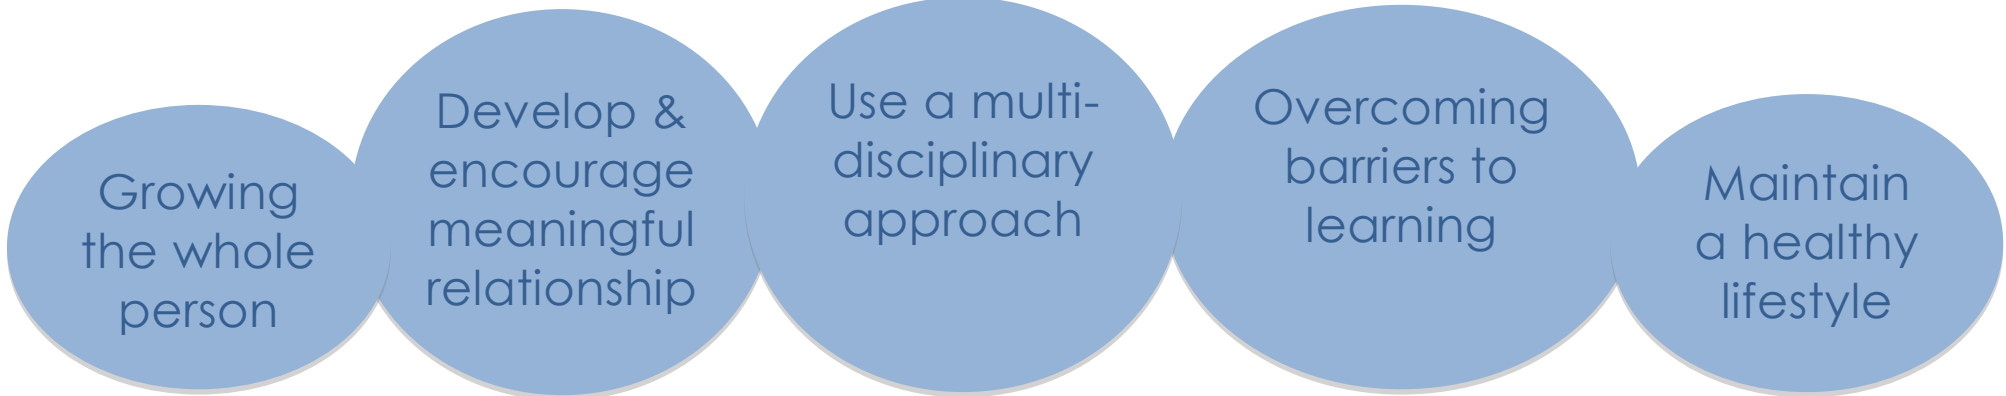 Growing
the whole
person
Develop &
encourage
meaningful
relationship
Use a multi-
disciplinary
approach
Overcoming
barriers to
learning
Maintain
a healthy
lifestyle